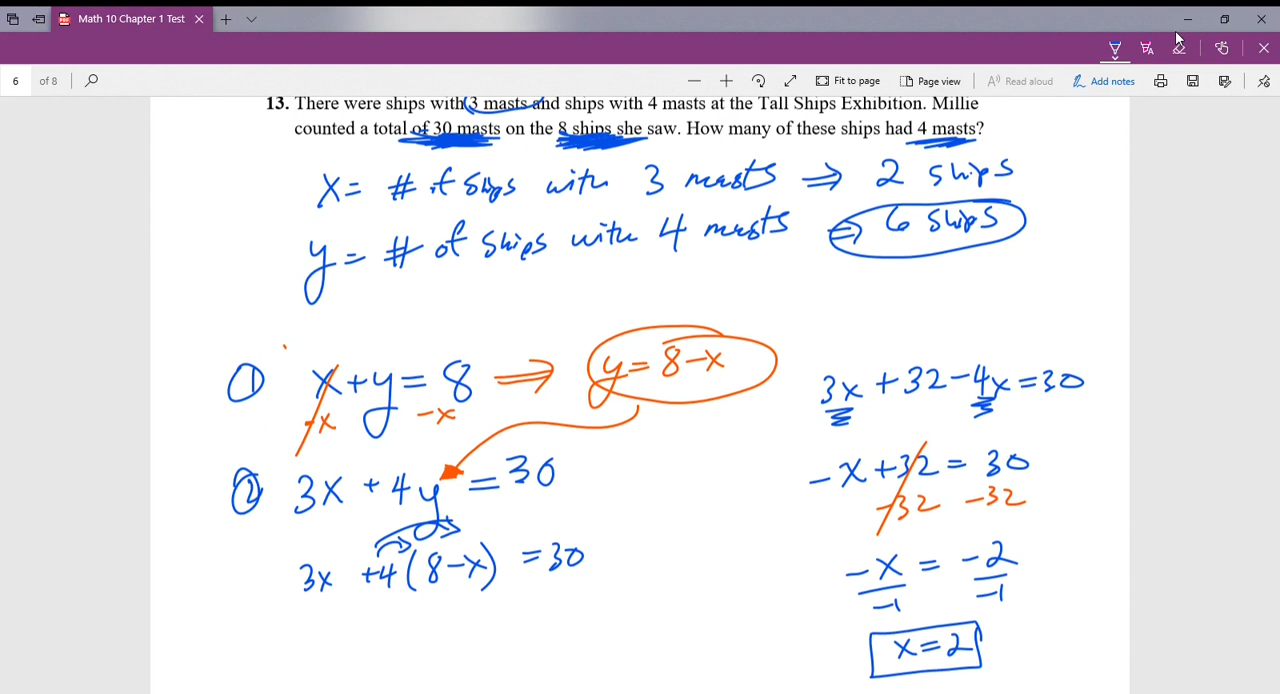 Math 10 Chapter 1 Test
6 of 8
Fit to page
Page view
Read aloud
Add notes
13. There were ships with 3 masts and ships with 4 masts at the Tall Ships Exhibition. Millie
counted a total of 30 masts on the 8 ships she saw. How many of these ships had 4 masts?
x = # of ships with 3 masts ⇒ 2 ships
y = # of ships with 4 masts ⇒ 6 ships
① x + y = 8 ⇒ y = 8 - x
-x -x
② 3x + 4y = 30
3x + 4(8 - x) = 30
3x + 32 - 4x = 30
-x + 32 = 30
-32 -32
-x = -2
-1 -1
x = 2